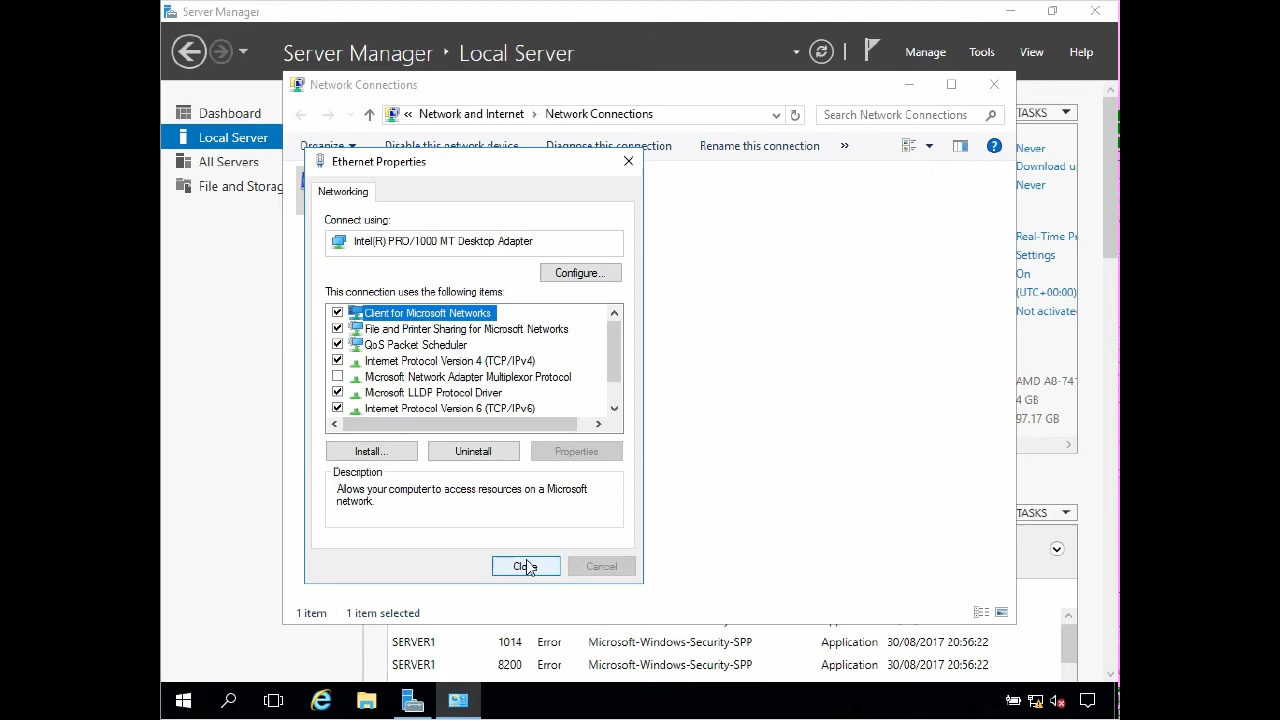 Server Manager
Server Manager
Local Server
Manage
Tools
View
Help
Network Connections
Dashboard
Local Server
All Servers
File and Storag
Network and Internet
Network Connections
Search Network Connections
Organize
Disable this network device
Diagnose this connection
Rename this connection
TASKS
Never
Download u
Never
Real-Time Pr
Settings
On
(UTC+00:00)
Not activate
AMD A8-741
4 GB
97.17 GB
TASKS
Ethernet Properties
Networking
Connect using:
Intel(R) PRO/1000 MT Desktop Adapter
Configure...
This connection uses the following items:
Client for Microsoft Networks
File and Printer Sharing for Microsoft Networks
QoS Packet Scheduler
Internet Protocol Version 4 (TCP/IPv4)
Microsoft Network Adapter Multiplexor Protocol
Microsoft LLDP Protocol Driver
Internet Protocol Version 6 (TCP/IPv6)
Install...
Uninstall
Properties
Description
Allows your computer to access resources on a Microsoft
network.
Close
Cancel
1 item
1 item selected
SERVER1 1014 Error Microsoft-Windows-Security-SPP Application 30/08/2017 20:56:22
SERVER1 8200 Error Microsoft-Windows-Security-SPP Application 30/08/2017 20:56:22